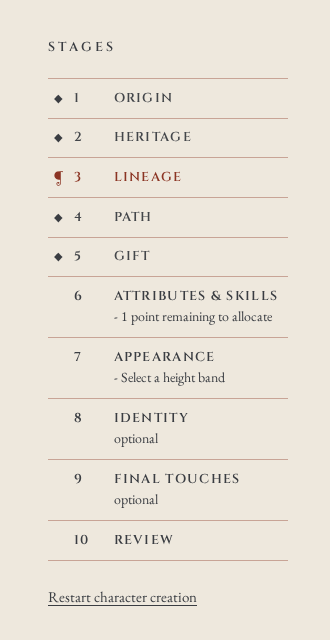 STAGES
◆ 1 ORIGIN
◆ 2 HERITAGE
¶ 3 LINEAGE
◆ 4 PATH
◆ 5 GIFT
6 ATTRIBUTES & SKILLS
- 1 point remaining to allocate
7 APPEARANCE
- Select a height band
8 IDENTITY
optional
9 FINAL TOUCHES
optional
10 REVIEW
Restart character creation